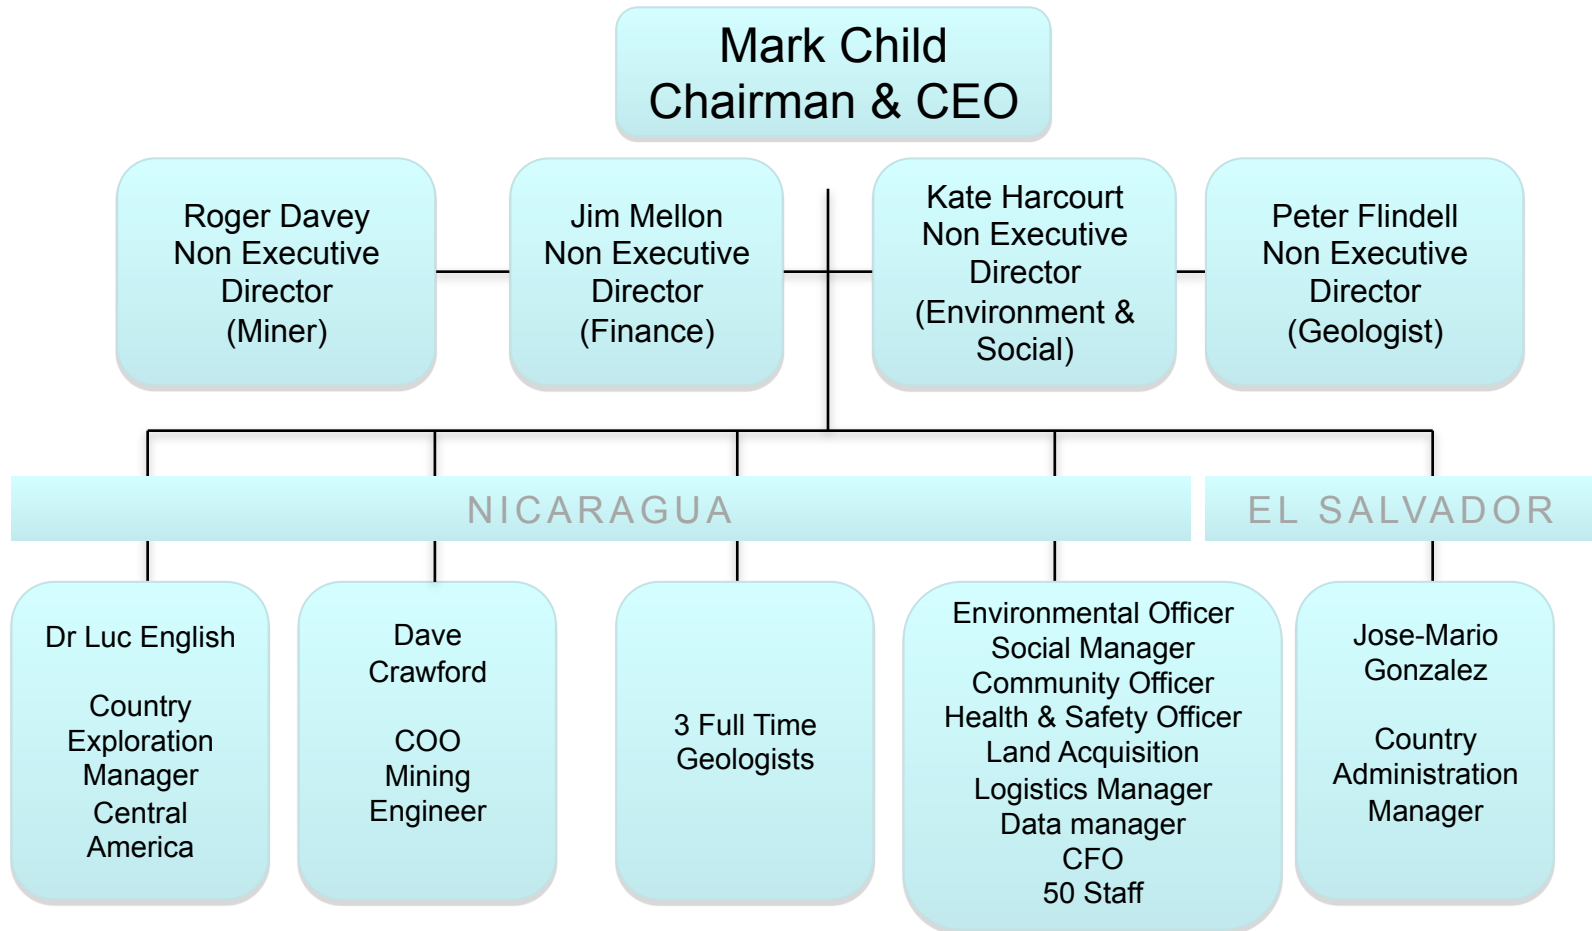 Mark Child
Chairman & CEO
Roger Davey
Non Executive
Director
(Miner)
Jim Mellon
Non Executive
Director
(Finance)
Kate Harcourt
Non Executive
Director
(Environment &
Social)
Peter Flindell
Non Executive
Director
(Geologist)
NICARAGUA
EL SALVADOR
Dr Luc English
Country
Exploration
Manager
Central
America
Dave
Crawford
COO
Mining
Engineer
3 Full Time
Geologists
Environmental Officer
Social Manager
Community Officer
Health & Safety Officer
Land Acquisition
Logistics Manager
Data manager
CFO
50 Staff
Jose-Mario
Gonzalez
Country
Administration
Manager